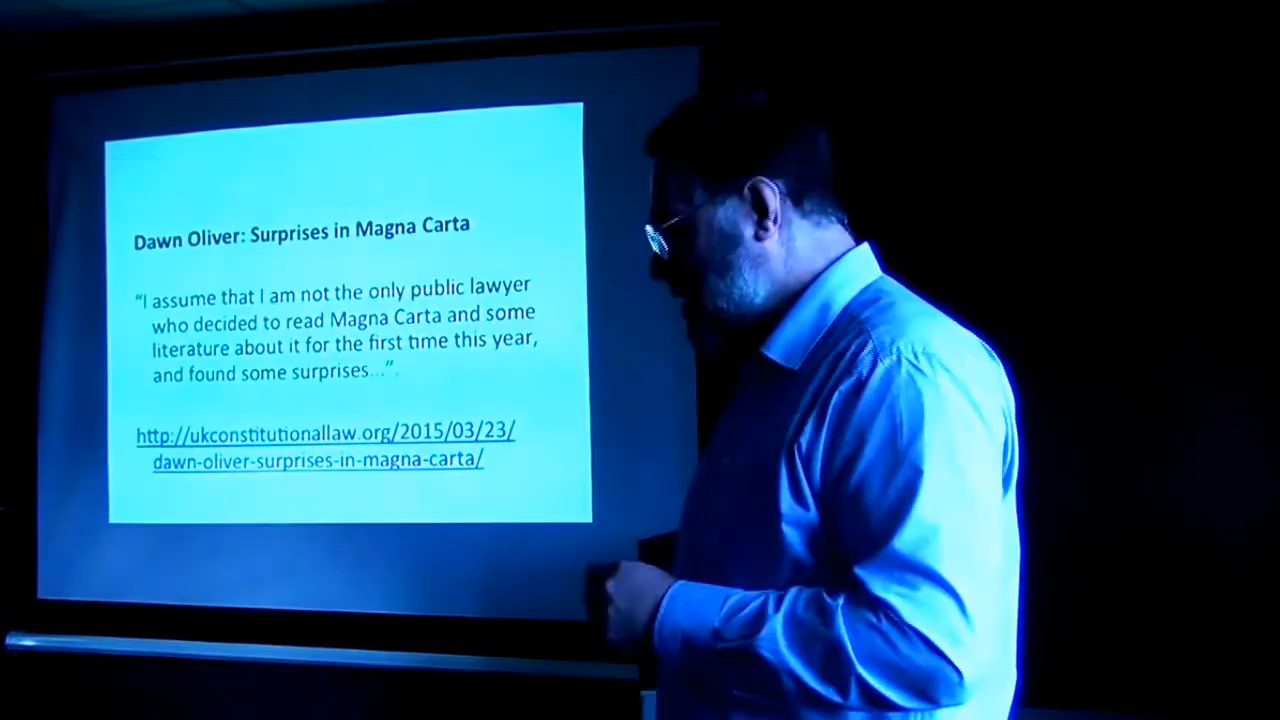 Dawn Oliver: Surprises in Magna Carta
“I assume that I am not the only public lawyer
who decided to read Magna Carta and some
literature about it for the first time this year,
and found some surprises...”.
http://ukconstitutionallaw.org/2015/03/23/
dawn-oliver-surprises-in-magna-carta/